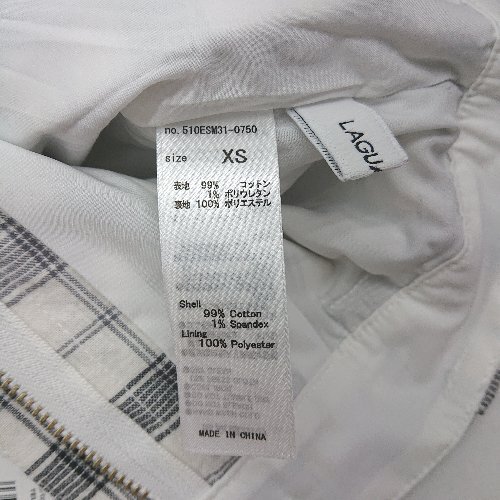 no. 510ESM31-0750
size XS
表地 99% コットン
1% ポリウレタン
裏地 100% ポリエステル
Shell
99% Cotton
1% Spandex
Lining
100% Polyester
MADE IN CHINA